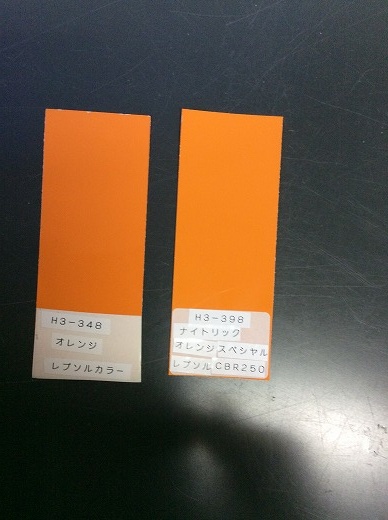 H3-348
オレンジ
レプソルカラー
H3-398
ナイトリック
オレンジスペシャル
レプソルCBR250